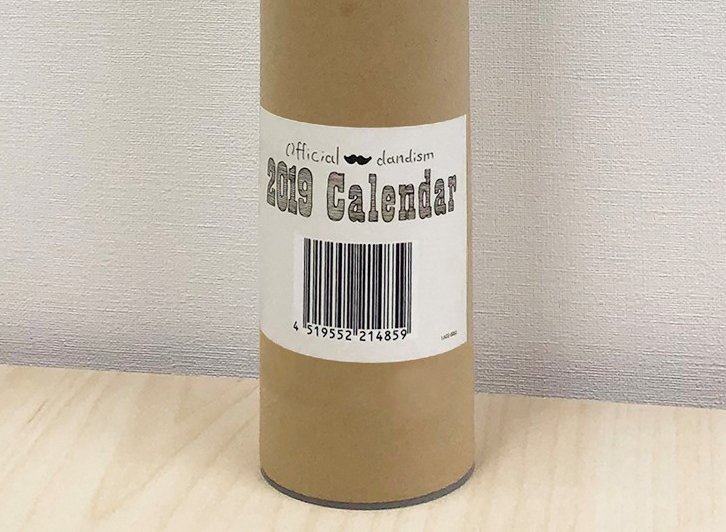 Official dandism
2019 Calendar
4 519552 214859